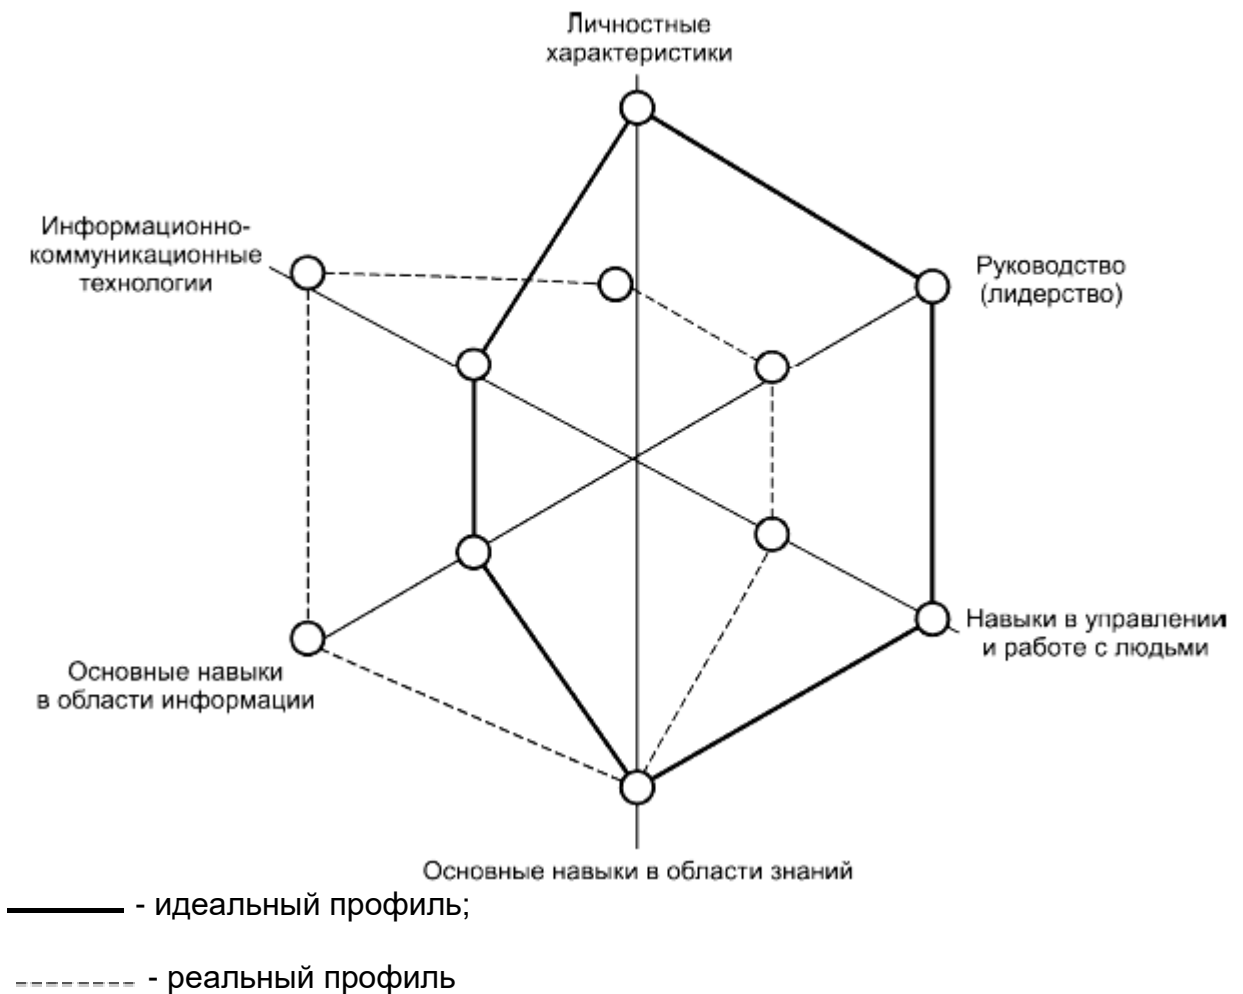 Личностные
характеристики
Информационно-
коммуникационные
технологии
Руководство
(лидерство)
Навыки в управлении
и работе с людьми
Основные навыки
в области информации
Основные навыки в области знаний
- идеальный профиль;
- реальный профиль